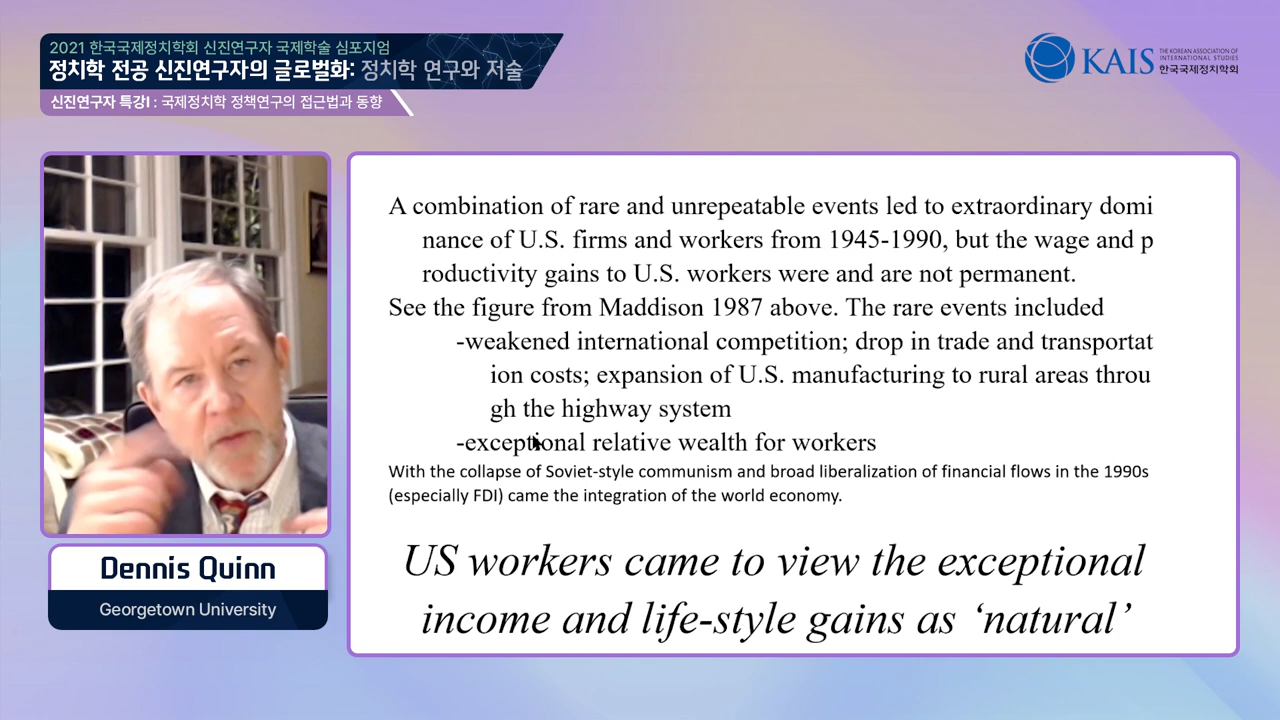 2021 한국국제정치학회 신진연구자 국제학술 심포지엄
정치학 전공 신진연구자의 글로벌화: 정치학 연구와 저술
신진연구자 특강I : 국제정치학 정책연구의 접근법과 동향
KAIS
THE KOREAN ASSOCIATION OF
INTERNATIONAL STUDIES
한국국제정치학회
A combination of rare and unrepeatable events led to extraordinary domi
nance of U.S. firms and workers from 1945-1990, but the wage and p
roductivity gains to U.S. workers were and are not permanent.
See the figure from Maddison 1987 above. The rare events included
-weakened international competition; drop in trade and transportat
ion costs; expansion of U.S. manufacturing to rural areas throu
gh the highway system
-exceptional relative wealth for workers
With the collapse of Soviet-style communism and broad liberalization of financial flows in the 1990s
(especially FDI) came the integration of the world economy.
US workers came to view the exceptional
income and life-style gains as ‘natural’
Dennis Quinn
Georgetown University